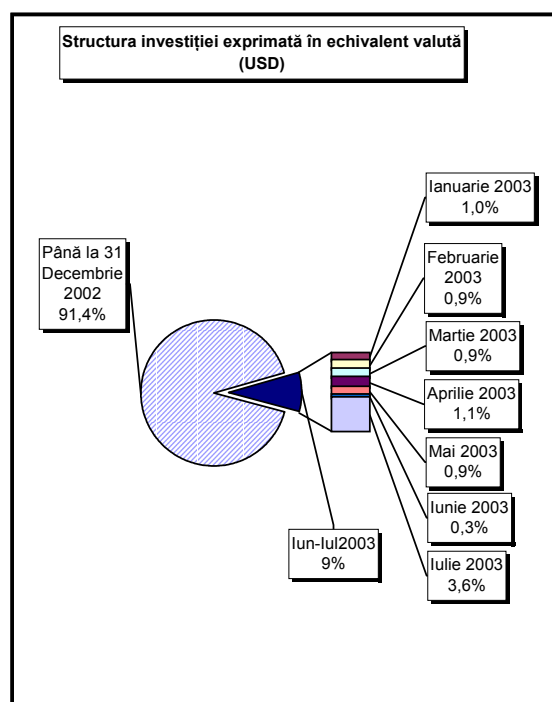 Structura investiției exprimată în echivalent valută
(USD)
Până la 31
Decembrie
2002
91,4%
Ianuarie 2003
1,0%
Februarie
2003
0,9%
Martie 2003
0,9%
Aprilie 2003
1,1%
Mai 2003
0,9%
Iunie 2003
0,3%
Iulie 2003
3,6%
Iun-Iul2003
9%